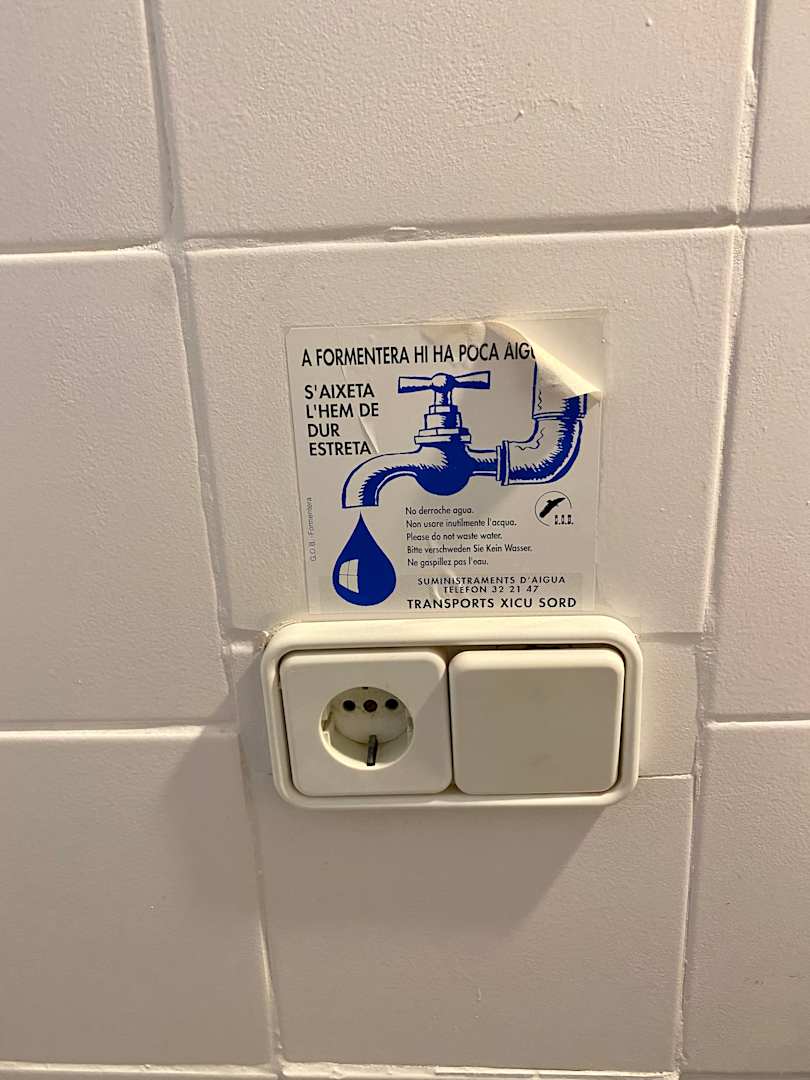 A FORMENTERA HI HA POCA AIGU
S'AIXETA
L'HEM DE
DUR
ESTRETA
No derroche agua.
Non usare inutilmente l'acqua.
Please do not waste water.
Bitte verschweden Sie Kein Wasser.
Ne gaspillez pas l'eau.
G.O.B.
G.O.B. - Formentera
SUMINISTRAMENTS D'AIGUA
TELEFON 32 21 47
TRANSPORTS XICU SORD